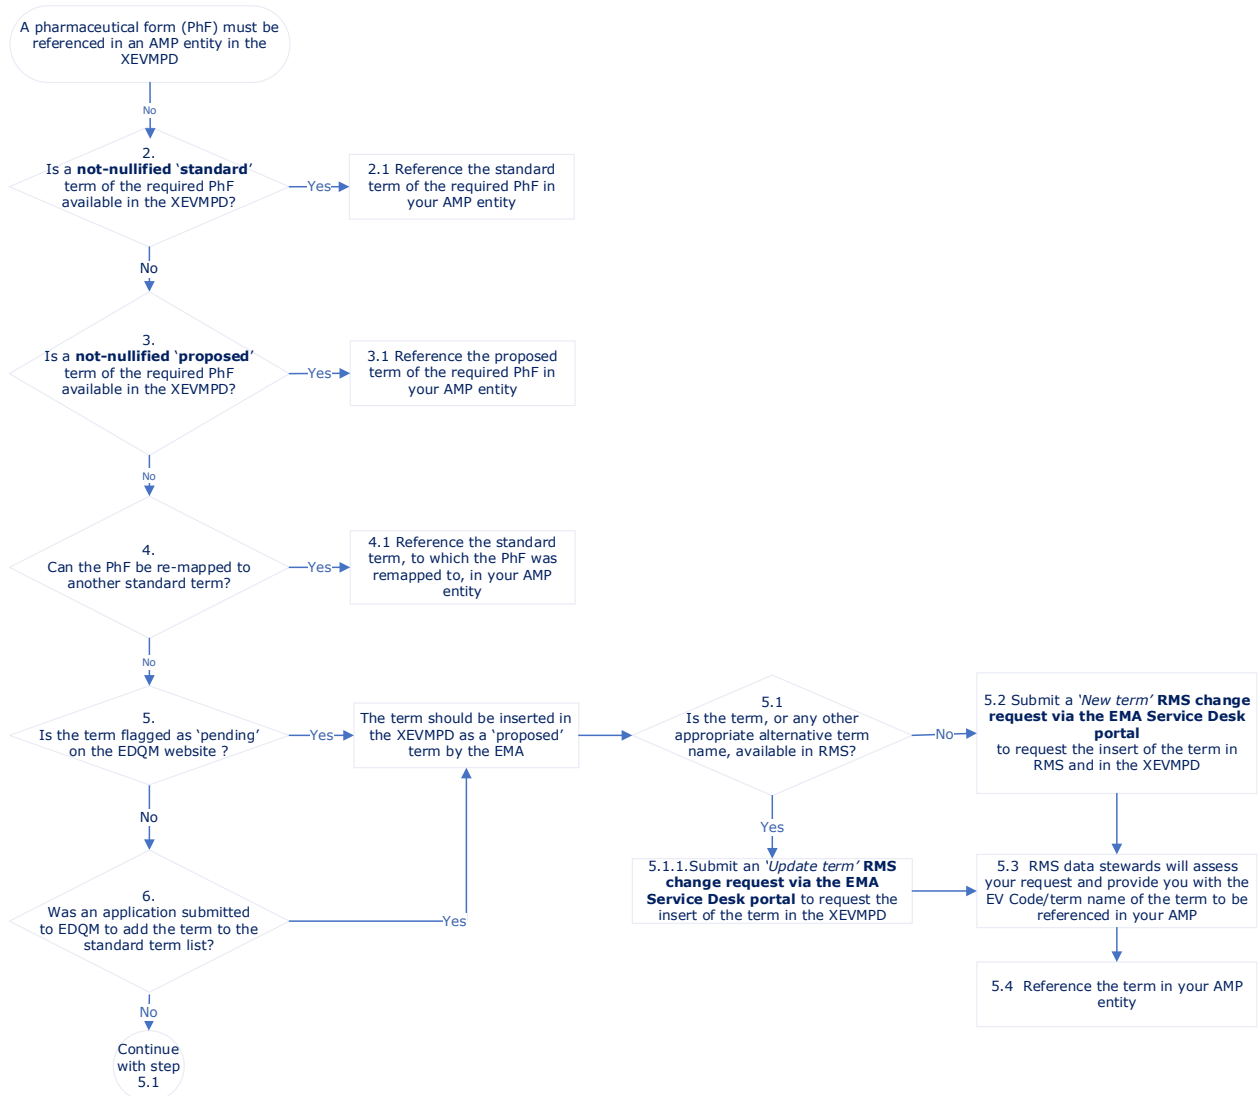 A pharmaceutical form (PhF) must be
referenced in an AMP entity in the
XEVMPD
No
2.
Is a not-nullified ‘standard’
term of the required PhF
available in the XEVMPD?
Yes
2.1 Reference the standard
term of the required PhF in
your AMP entity
No
3.
Is a not-nullified ‘proposed’
term of the required PhF
available in the XEVMPD?
Yes
3.1 Reference the proposed
term of the required PhF in
your AMP entity
No
4.
Can the PhF be re-mapped to
another standard term?
Yes
4.1 Reference the standard
term, to which the PhF was
remapped to, in your AMP
entity
No
5.
Is the term flagged as ‘pending’
on the EDQM website ?
Yes
The term should be inserted in
the XEVMPD as a ‘proposed’
term by the EMA
5.1
Is the term, or any other
appropriate alternative term
name, available in RMS?
No
5.2 Submit a ‘New term’ RMS change
request via the EMA Service Desk
portal
to request the insert of the term in
RMS and in the XEVMPD
Yes
5.1.1.Submit an ‘Update term’ RMS
change request via the EMA
Service Desk portal to request the
insert of the term in the XEVMPD
5.3  RMS data stewards will assess
your request and provide you with the
EV Code/term name of the term to be
referenced in your AMP
5.4  Reference the term in your AMP
entity
No
6.
Was an application submitted
to EDQM to add the term to the
standard term list?
Yes
No
Continue
with step
5.1